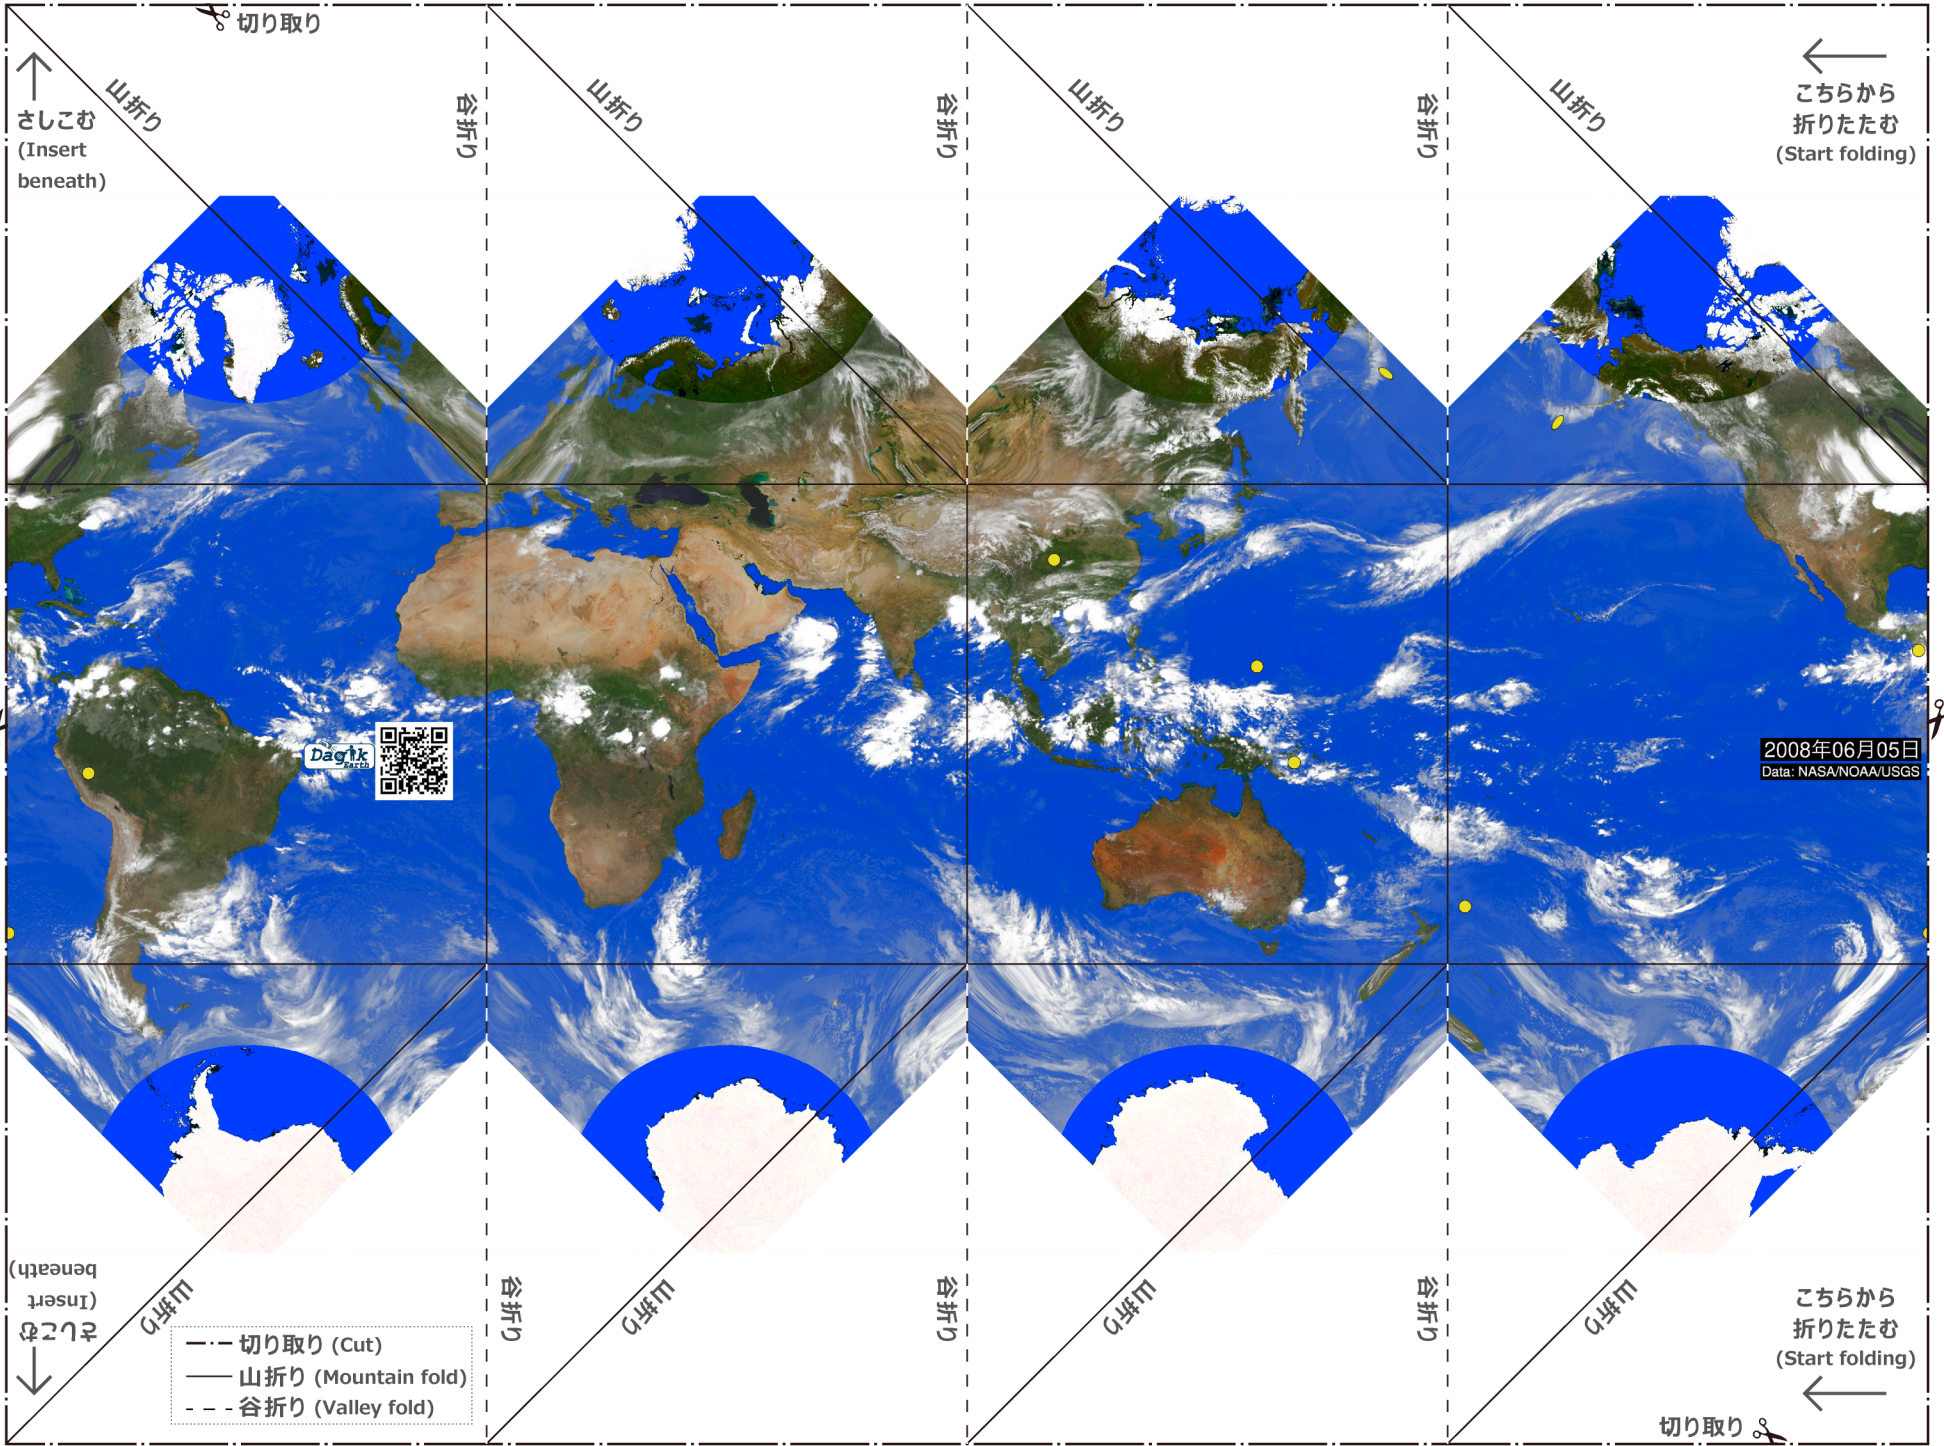 切り取り
山折り
谷折り
山折り
谷折り
山折り
谷折り
山折り
こちらから
折りたたむ
(Start folding)
さしこむ
(Insert
beneath)
Dagik
Earth
2008年06月05日
Data: NASA/NOAA/USGS
さしこむ
(Insert
beneath)
山折り
谷折り
山折り
谷折り
山折り
谷折り
山折り
こちらから
折りたたむ
(Start folding)
切り取り (Cut)
山折り (Mountain fold)
谷折り (Valley fold)
切り取り